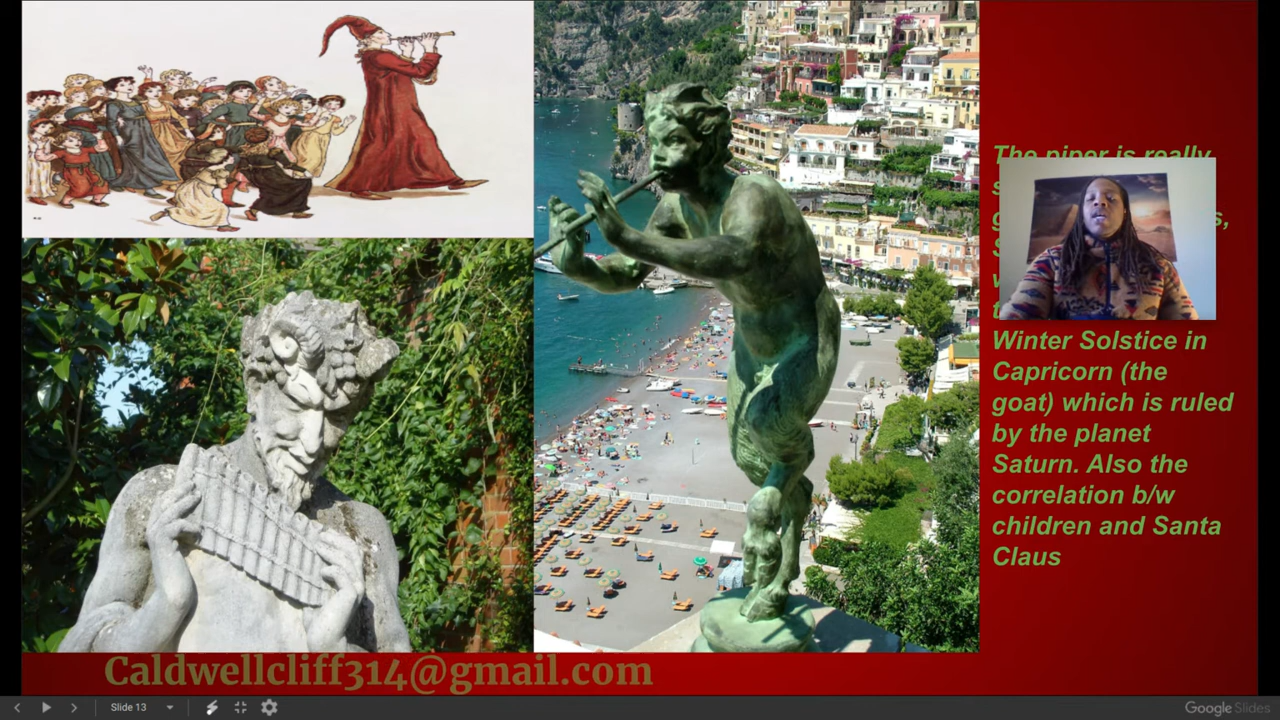 The piper is really
s
g s,
S
w
t
Winter Solstice in
Capricorn (the
goat) which is ruled
by the planet
Saturn. Also the
correlation b/w
children and Santa
Claus
Caldwellcliff314@gmail.com
Slide 13
Google Slides